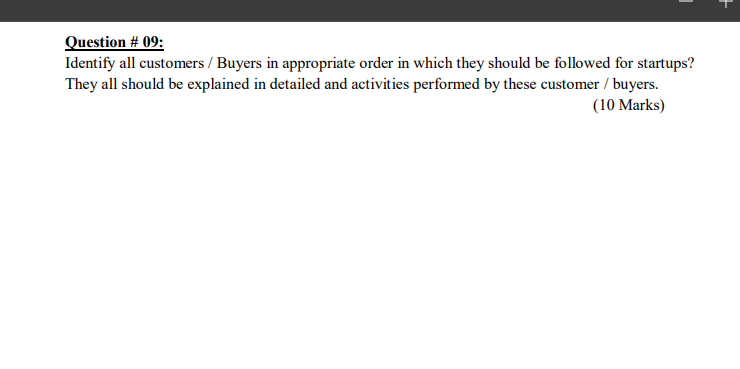 Question # 09:
Identify all customers / Buyers in appropriate order in which they should be followed for startups?
They all should be explained in detailed and activities performed by these customer / buyers.
(10 Marks)